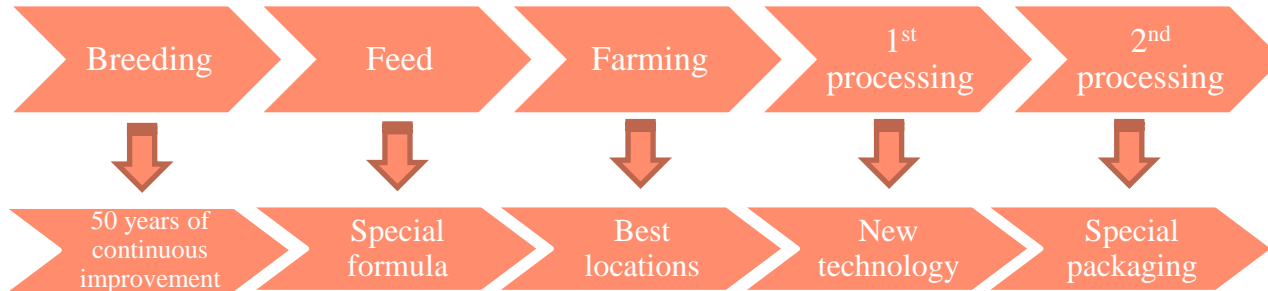 Breeding
Feed
Farming
1st
processing
2nd
processing
50 years of
continuous
improvement
Special
formula
Best
locations
New
technology
Special
packaging